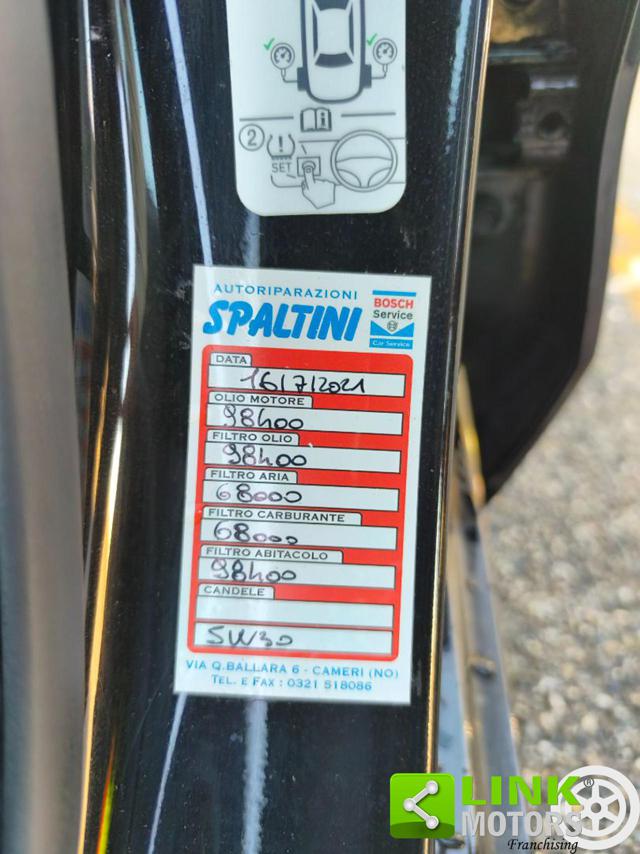 2
!
SET
AUTORIPARAZIONI
SPALTINI
BOSCH
Service
Car Service
DATA
16/7/2021
OLIO MOTORE
98400
FILTRO OLIO
98400
FILTRO ARIA
68000
FILTRO CARBURANTE
68000
FILTRO ABITACOLO
98400
CANDELE
5W30
VIA Q.BALLARA 6 - CAMERI (NO)
TEL. E FAX : 0321 518086
LINK
MOTORS®
Franchising